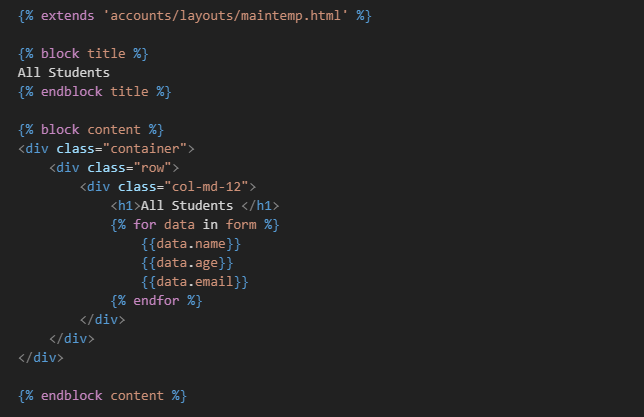 {% extends 'accounts/layouts/maintemp.html' %}
{% block title %}
All Students
{% endblock title %}
{% block content %}
<div class="container">
    <div class="row">
        <div class="col-md-12">
            <h1>All Students </h1>
            {% for data in form %}
                {{data.name}}
                {{data.age}}
                {{data.email}}
            {% endfor %}
        </div>
    </div>
</div>
{% endblock content %}